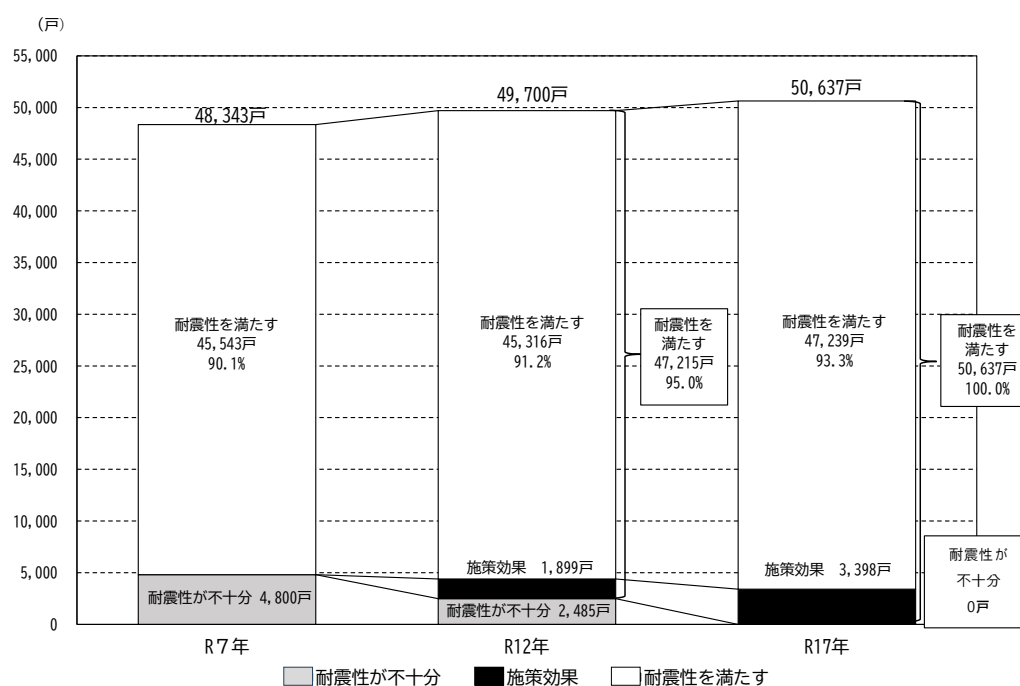 （戸）
55,000
50,000
45,000
40,000
35,000
30,000
25,000
20,000
15,000
10,000
5,000
0
48,343戸
49,700戸
50,637戸
耐震性を満たす
45,543戸
90.1%
耐震性を満たす
45,316戸
91.2%
耐震性を
満たす
47,215戸
95.0%
耐震性を満たす
47,239戸
93.3%
耐震性を
満たす
50,637戸
100.0%
耐震性が不十分 4,800戸
施策効果 1,899戸
耐震性が不十分 2,485戸
施策効果 3,398戸
耐震性が
不十分
0戸
R７年
R12年
R17年
耐震性が不十分 施策効果 耐震性を満たす